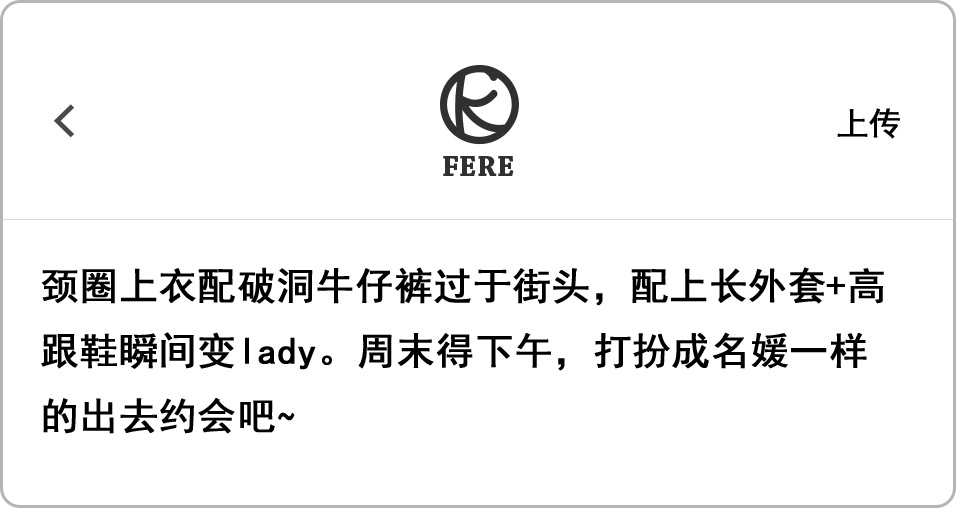 上传
FERE
颈圈上衣配破洞牛仔裤过于街头，配上长外套+高
跟鞋瞬间变lady。周末得下午，打扮成名媛一样
的出去约会吧~